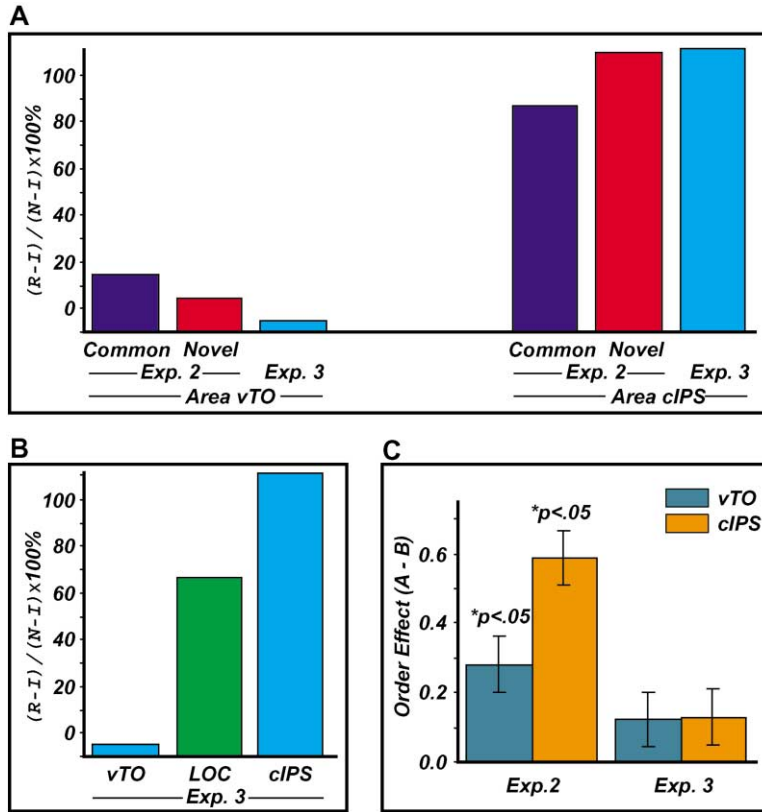 A
(R-I)/(N-I)x100%
100
80
60
40
20
0
Common Novel
Exp. 2 Exp. 3
Area vTO
Common Novel
Exp. 2 Exp. 3
Area cIPS
B
(R-I)/(N-I)x100%
100
80
60
40
20
0
vTO LOC cIPS
Exp. 3
C
vTO
cIPS
Order Effect (A - B)
0.6
0.4
0.2
0.0
*p<.05
*p<.05
Exp.2 Exp. 3